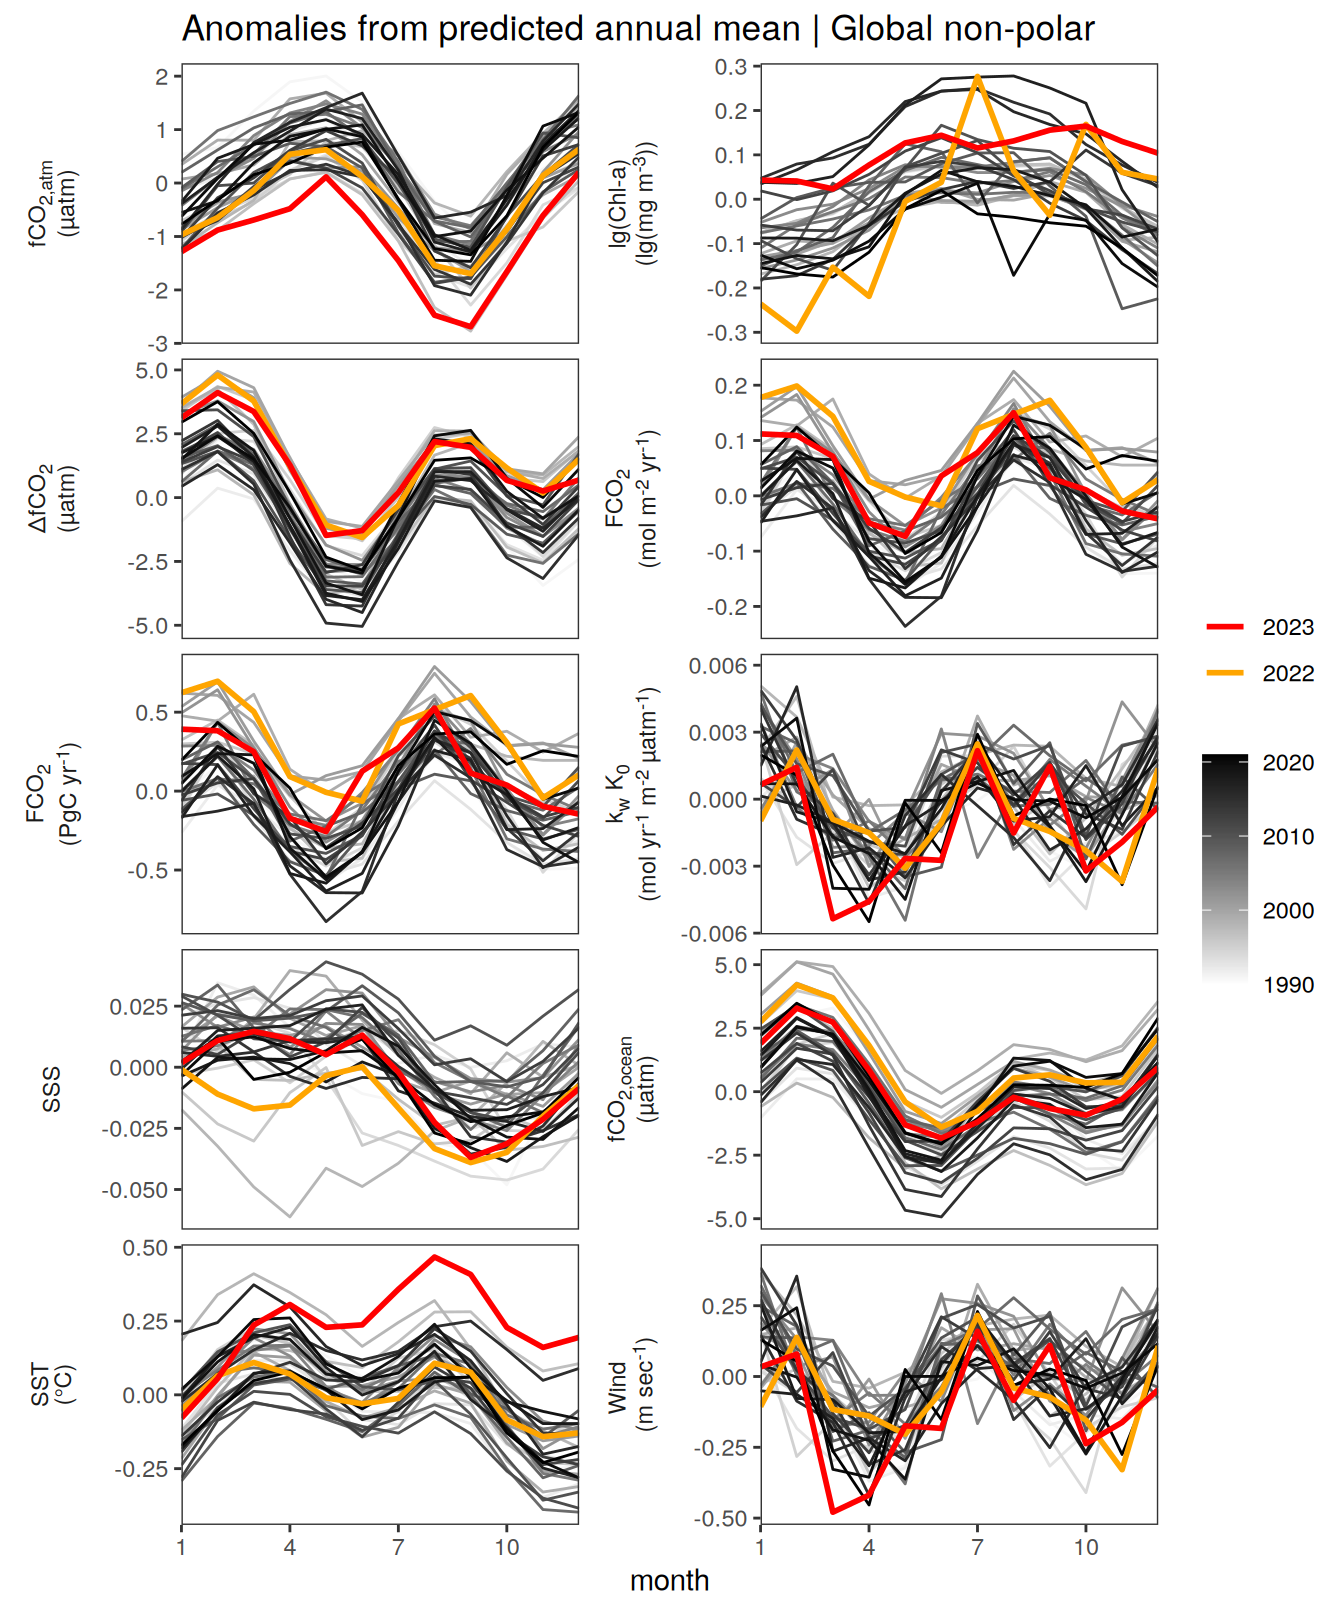 Anomalies from predicted annual mean | Global non-polar
fCO2,atm
(µatm)
2
1
0
-1
-2
-3
lg(Chl-a)
(lg(mg m-3))
0.3
0.2
0.1
0.0
-0.1
-0.2
-0.3
ΔfCO2
(µatm)
5.0
2.5
0.0
-2.5
-5.0
FCO2
(mol m-2 yr-1)
0.2
0.1
0.0
-0.1
-0.2
FCO2
(PgC yr-1)
0.5
0.0
-0.5
kw K0
(mol yr-1 m-2 µatm-1)
0.006
0.003
0.000
-0.003
-0.006
SSS
0.025
0.000
-0.025
-0.050
fCO2,ocean
(µatm)
5.0
2.5
0.0
-2.5
-5.0
SST
(°C)
0.50
0.25
0.00
-0.25
1 4 7 10
Wind
(m sec-1)
0.25
0.00
-0.25
-0.50
1 4 7 10
month
2023
2022
2020
2010
2000
1990